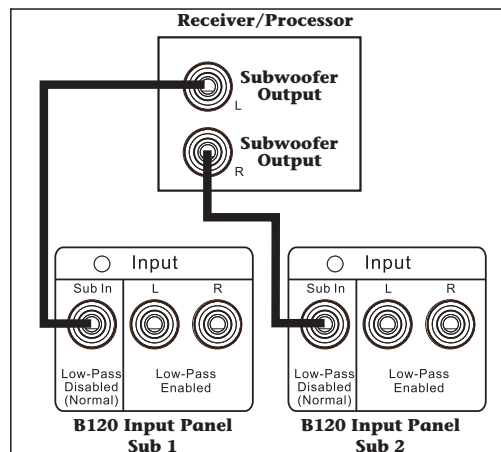 Receiver/Processor
Subwoofer
Output
L
Subwoofer
Output
R
Input
Sub In
L
R
Low-Pass
Disabled
(Normal)
Low-Pass
Enabled
B120 Input Panel
Sub 1
Input
Sub In
L
R
Low-Pass
Disabled
(Normal)
Low-Pass
Enabled
B120 Input Panel
Sub 2